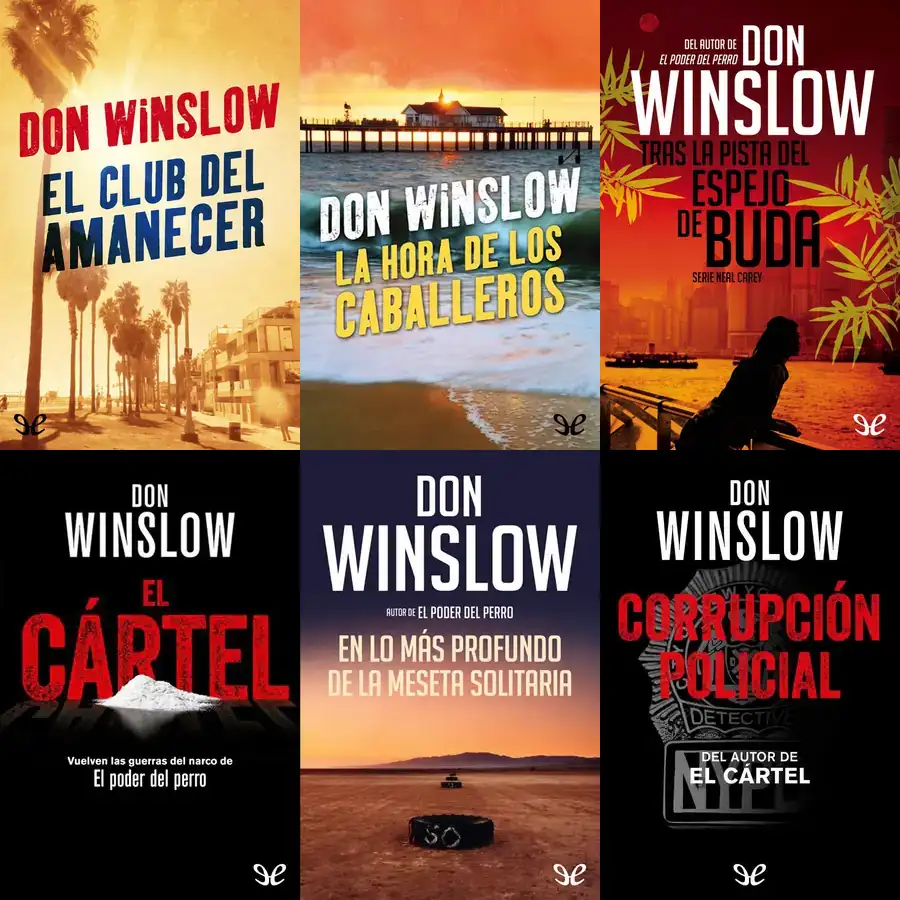 DON WiNSLOW
EL CLUB DEL
AMANECER
DON WiNSLOW
LA HORA DE LOS
CABALLEROS
DEL AUTOR DE
EL PODER DEL PERRO
DON
WINSLOW
TRAS LA PISTA DEL
ESPEJO
DE BUDA
SERIE NEAL CAREY
DON
WINSLOW
EL
CÁRTEL
Vuelven las guerras del narco de
El poder del perro
DON
WINSLOW
AUTOR DE EL PODER DEL PERRO
EN LO MÁS PROFUNDO
DE LA MESETA SOLITARIA
50
DON
WINSLOW
CORRUPCIÓN
POLICIAL
DETECTIVE
DEL AUTOR DE
EL CÁRTEL